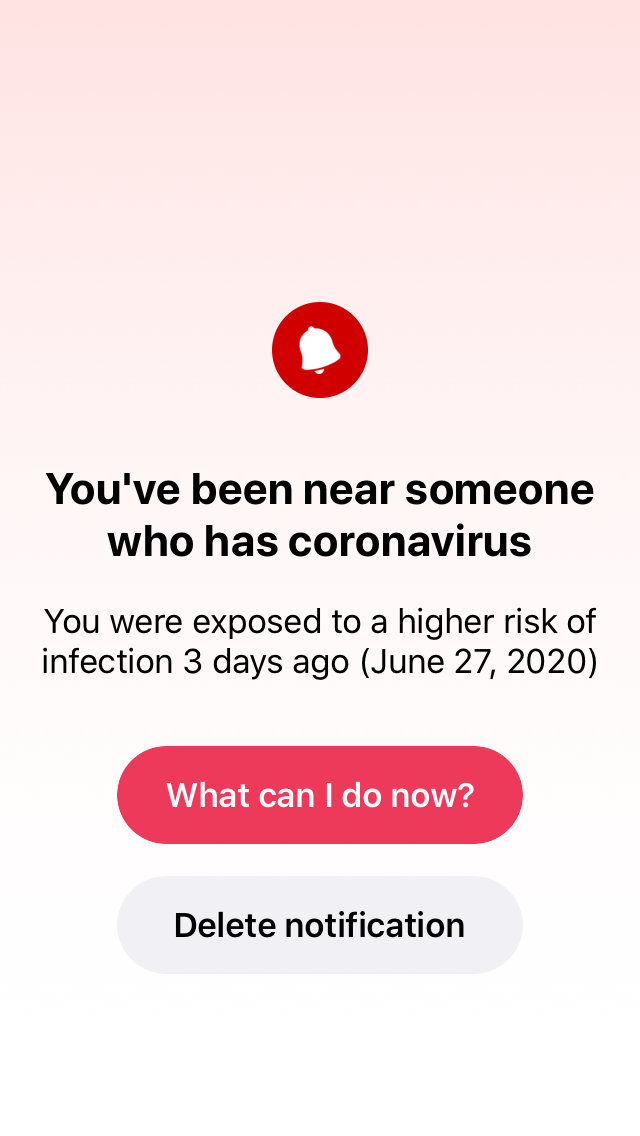 You've been near someone
who has coronavirus
You were exposed to a higher risk of
infection 3 days ago (June 27, 2020)
What can I do now?
Delete notification